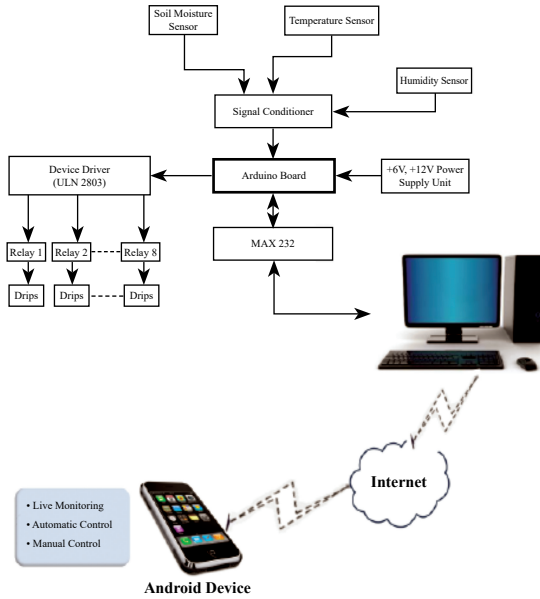 Soil Moisture
Sensor
Temperature Sensor
Humidity Sensor
Signal Conditioner
Device Driver
(ULN 2803)
Arduino Board
+6V, +12V Power
Supply Unit
Relay 1
Relay 2
Relay 8
MAX 232
Drips
Drips
Drips
Internet
• Live Monitoring
• Automatic Control
• Manual Control
Android Device